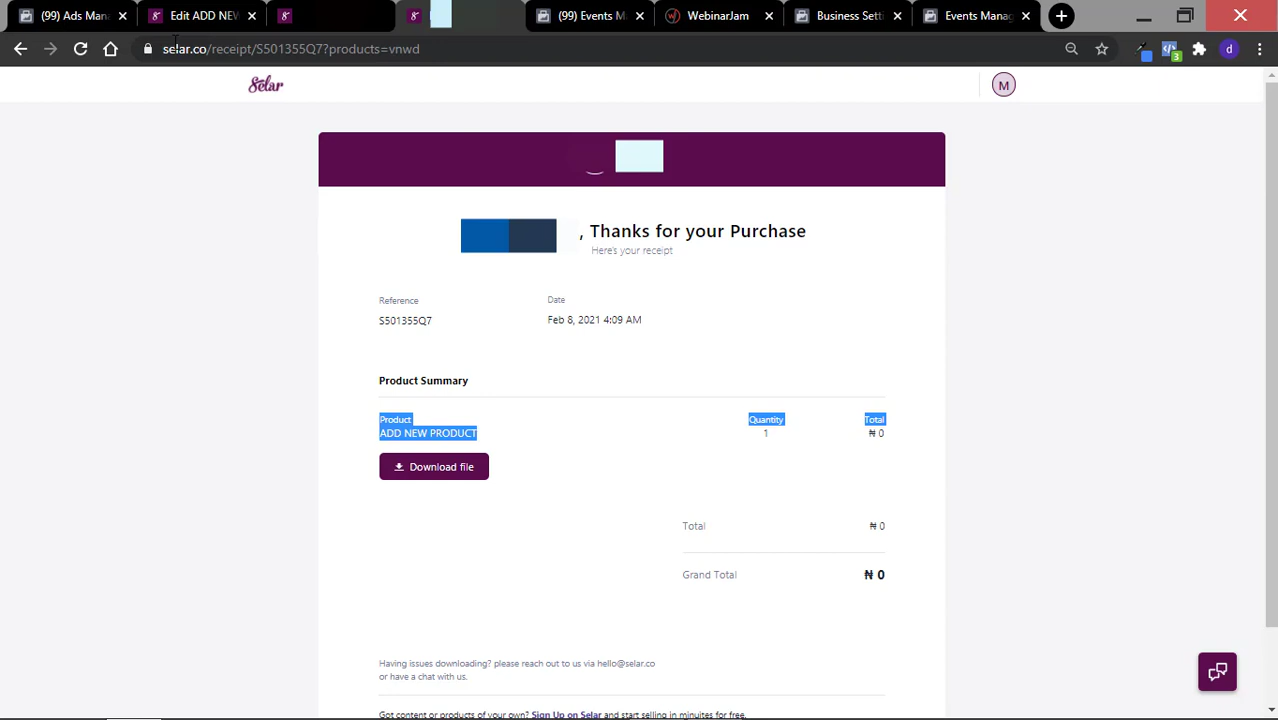 (99) Ads Mana
Edit ADD NEW
(99) Events M
WebinarJam
Business Setti
Events Manag
selar.co/receipt/S501355Q7?products=vnwd
3
d
Selar
M
, Thanks for your Purchase
Here's your receipt
Reference
Date
S501355Q7
Feb 8, 2021 4:09 AM
Product Summary
Product Quantity Total
ADD NEW PRODUCT 1 ₦ 0
Download file
Total ₦ 0
Grand Total ₦ 0
Having issues downloading? please reach out to us via hello@selar.co
or have a chat with us.
Got content or products of your own? Sign Up on Selar and start selling in minuites for free.